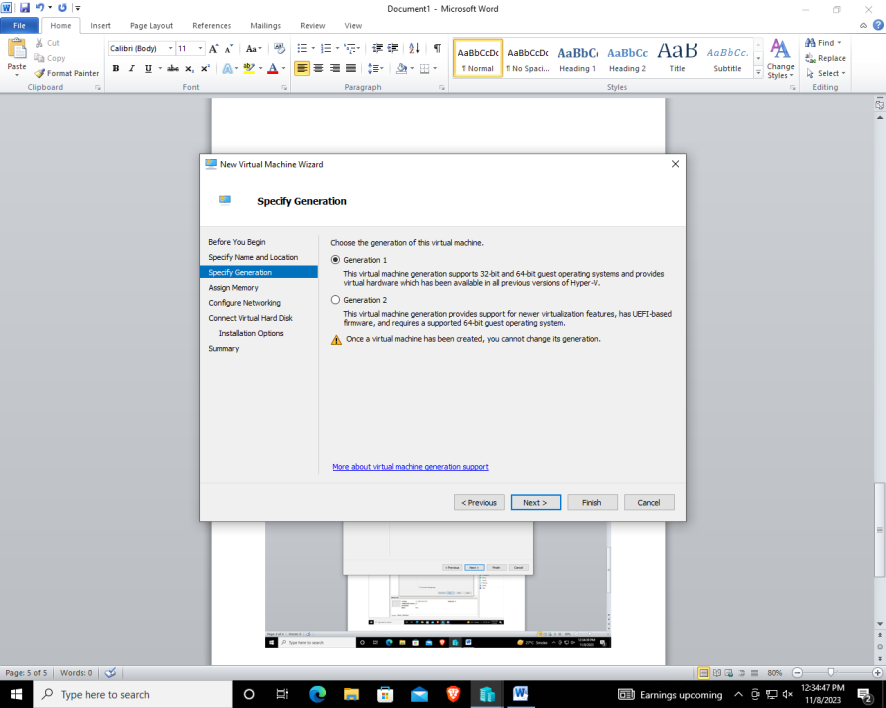 Document1 - Microsoft Word
File Home Insert Page Layout References Mailings Review View
Paste
Cut
Copy
Format Painter
Clipboard
Calibri (Body) 11
Font
Paragraph
AaBbCcDc AaBbCcDc AaBbC AaBbCc AaB AaBbCc.
¶ Normal ¶ No Spaci... Heading 1 Heading 2 Title Subtitle
Change
Styles
Styles
Find
Replace
Select
Editing
New Virtual Machine Wizard
Specify Generation
Before You Begin
Specify Name and Location
Specify Generation
Assign Memory
Configure Networking
Connect Virtual Hard Disk
Installation Options
Summary
Choose the generation of this virtual machine.
Generation 1
This virtual machine generation supports 32-bit and 64-bit guest operating systems and provides
virtual hardware which has been available in all previous versions of Hyper-V.
Generation 2
This virtual machine generation provides support for newer virtualization features, has UEFI-based
firmware, and requires a supported 64-bit guest operating system.
Once a virtual machine has been created, you cannot change its generation.
More about virtual machine generation support
< Previous Next > Finish Cancel
Type here to search
Page: 5 of 5 Words: 0 80%
Type here to search
Earnings upcoming
12:34:47 PM
11/8/2023
2